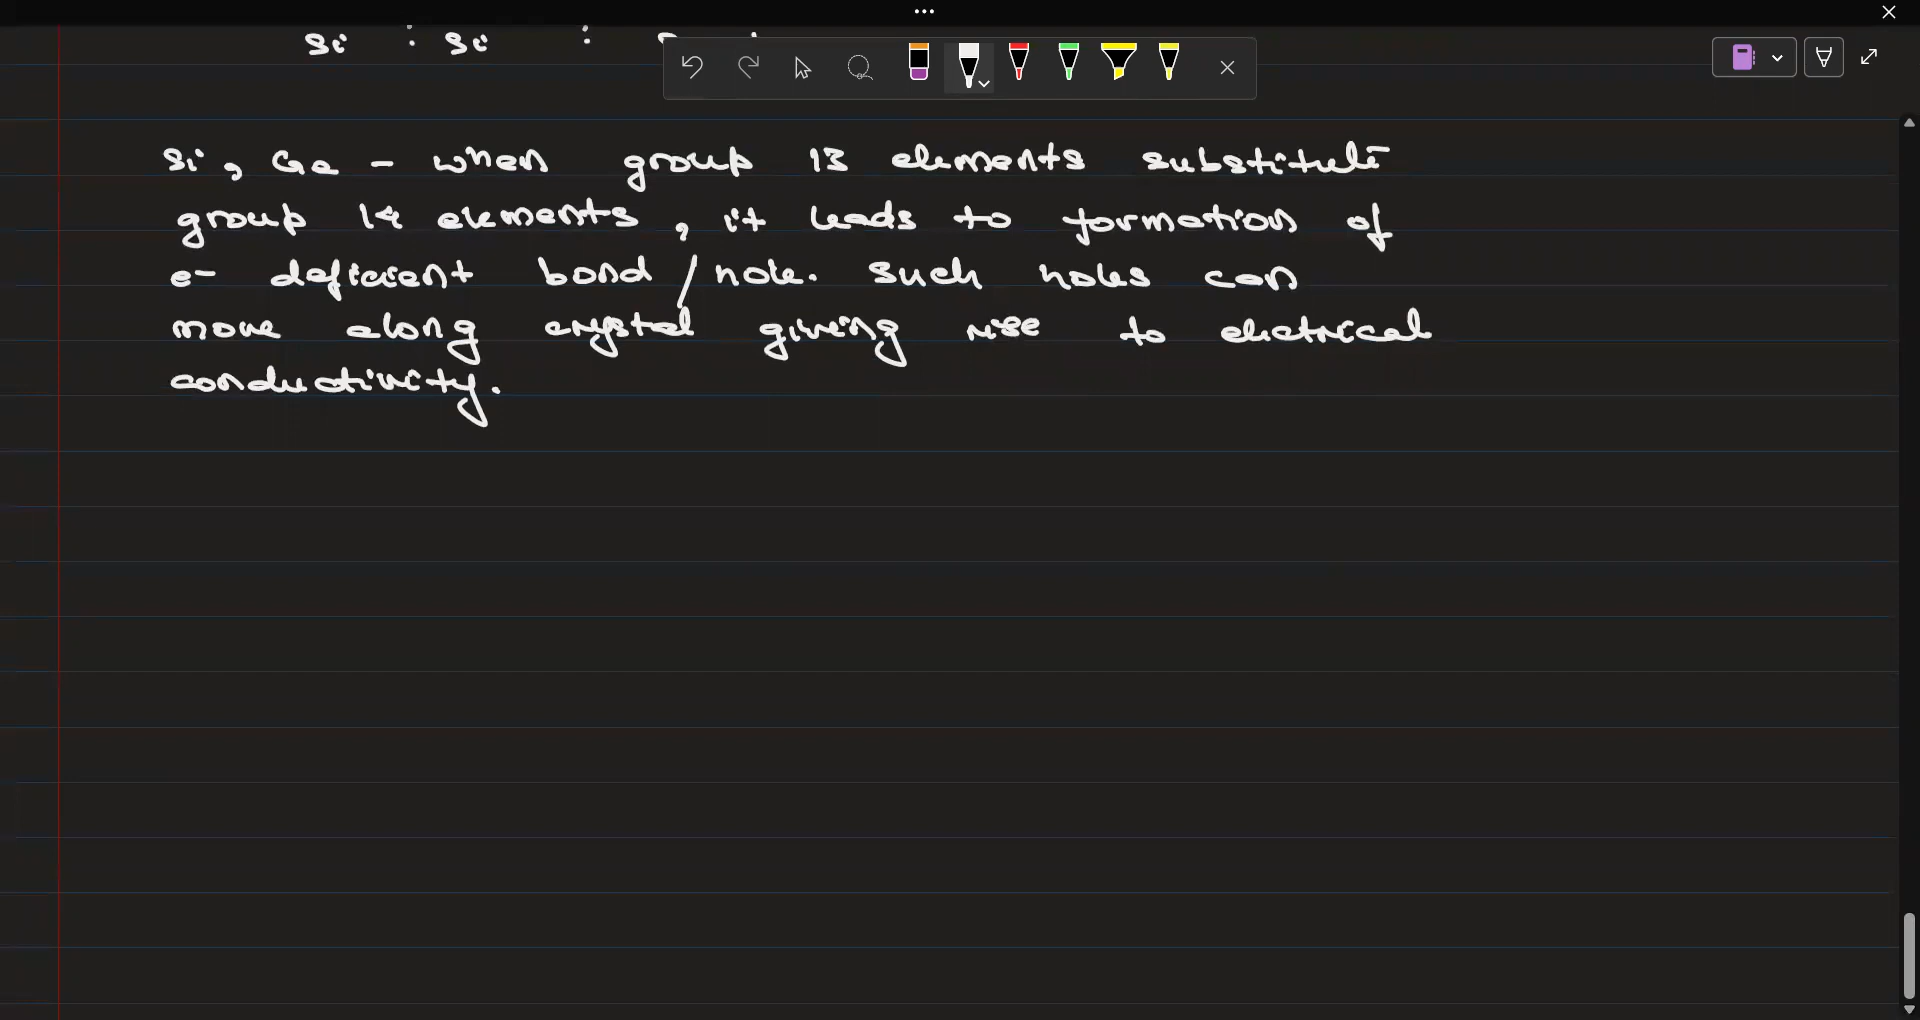 Si : Si :
Si, Ge - when group 13 elements substitute
group 14 elements, it leads to formation of
e- deficient bond/hole. Such holes can
move along crystal giving rise to electrical
conductivity.